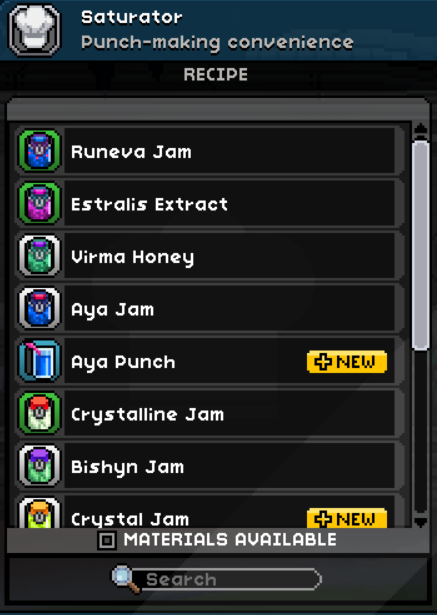 Saturator
Punch-making convenience
RECIPE
Runeva Jam
Estralis Extract
Virma Honey
Aya Jam
Aya Punch
NEW
Crystalline Jam
Bishyn Jam
Crystal Jam
NEW
MATERIALS AVAILABLE
Search